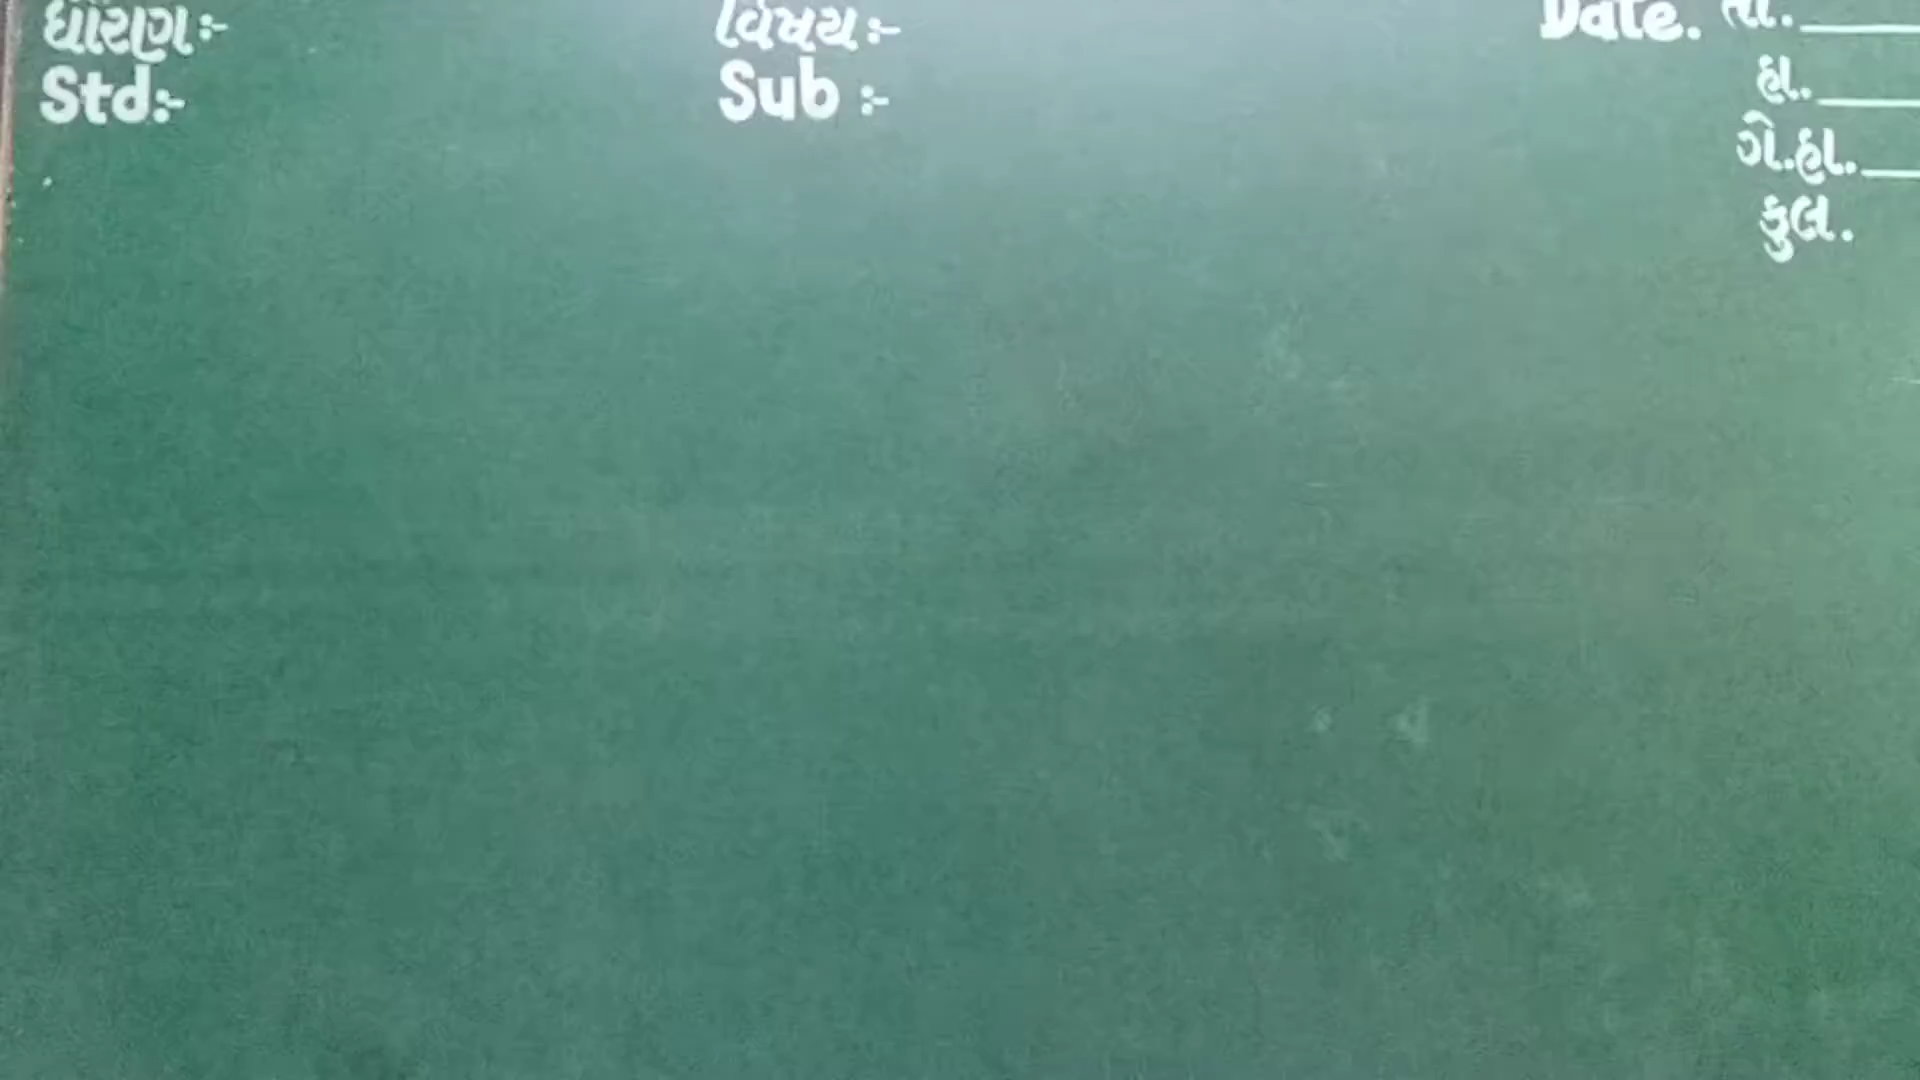 ધોરણ:- વિષય:- Date. તા.
Std:- Sub :- હા.
ગે.હા.
કુલ.